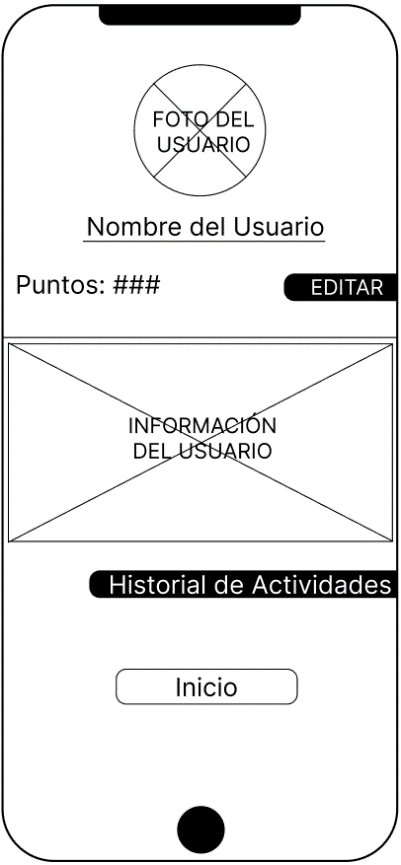 FOTO DEL
USUARIO
Nombre del Usuario
Puntos: ###
EDITAR
INFORMACIÓN
DEL USUARIO
Historial de Actividades
Inicio